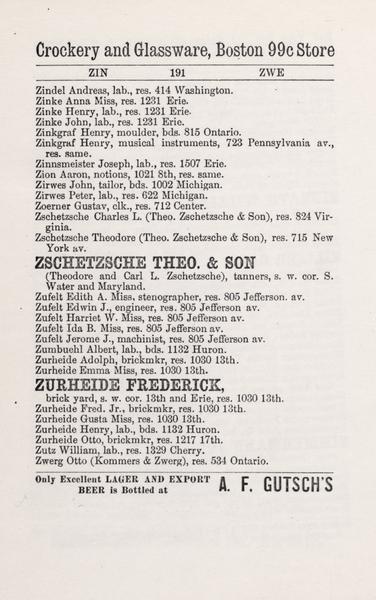 Crockery and Glassware, Boston 99c Store
ZIN 191 ZWE
Zindel Andreas, lab., res. 414 Washington.
Zinke Anna Miss, res. 1231 Erie.
Zinke Henry, lab., res. 1231 Erie.
Zinke John, lab., res. 1231 Erie.
Zinkgraf Henry, moulder, bds. 815 Ontario.
Zinkgraf Henry, musical instruments, 723 Pennsylvania av.,
res. same.
Zinnsmeister Joseph, lab., res. 1507 Erie.
Zion Aaron, notions, 1021 8th, res. same.
Zirwes John, tailor, bds. 1002 Michigan.
Zirwes Peter, lab., res. 622 Michigan.
Zoerner Gustav, clk., res. 712 Center.
Zschetzsche Charles L. (Theo. Zschetzsche & Son), res. 824 Vir-
ginia.
Zschetzsche Theodore (Theo. Zschetzsche & Son), res. 715 New
York av.
ZSCHETZSCHE THEO. & SON
(Theodore and Carl L. Zschetzsche), tanners, s. w. cor. S.
Water and Maryland.
Zufelt Edith A. Miss, stenographer, res. 805 Jefferson. av.
Zufelt Edwin J., engineer, res. 805 Jefferson av.
Zufelt Harriet W. Miss, res. 805 Jefferson av.
Zufelt Ida B. Miss, res. 805 Jefferson av.
Zufelt Jerome J., machinist, res. 805 Jefferson av.
Zumbuehl Albert, lab., bds. 1132 Huron.
Zurheide Adolph, brickmkr, res. 1030 13th.
Zurheide Emma Miss, res. 1030 13th.
ZURHEIDE FREDERICK,
brick yard, s. w. cor. 13th and Erie, res. 1030 13th.
Zurheide Fred. Jr., brickmkr, res. 1030 13th.
Zurheide Gusta Miss, res. 1030 13th.
Zurheide Henry, lab., bds. 1132 Huron.
Zurheide Otto, brickmkr, res. 1217 17th.
Zutz William, lab., res. 1329 Cherry.
Zwerg Otto (Kommers & Zwerg), res. 534 Ontario.
Only Excellent LAGER AND EXPORT
BEER is Bottled at A. F. GUTSCH'S